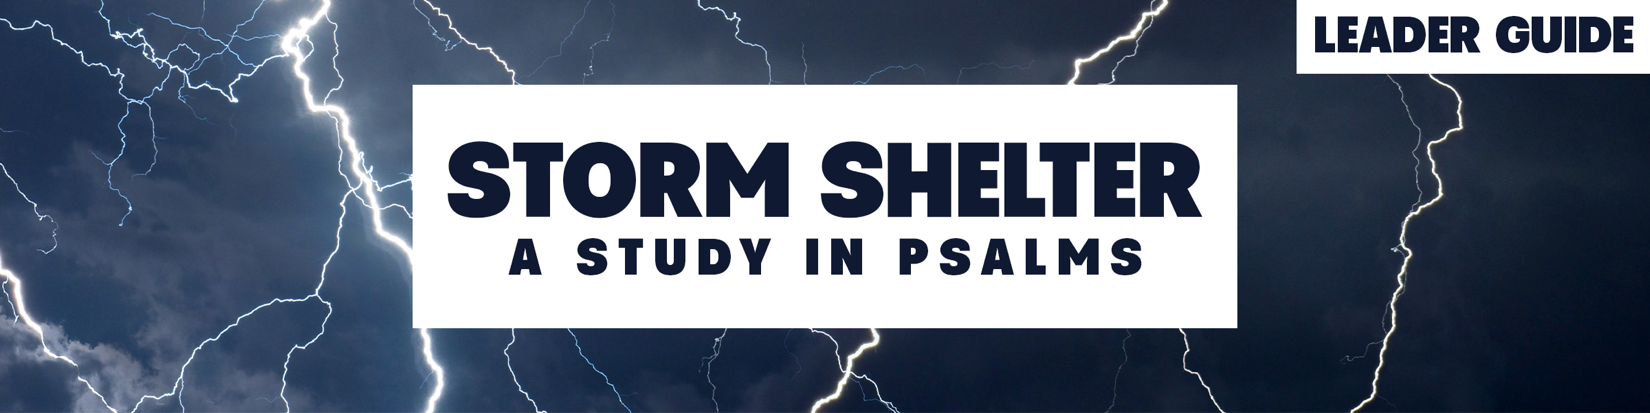 LEADER GUIDE
STORM SHELTER
A STUDY IN PSALMS